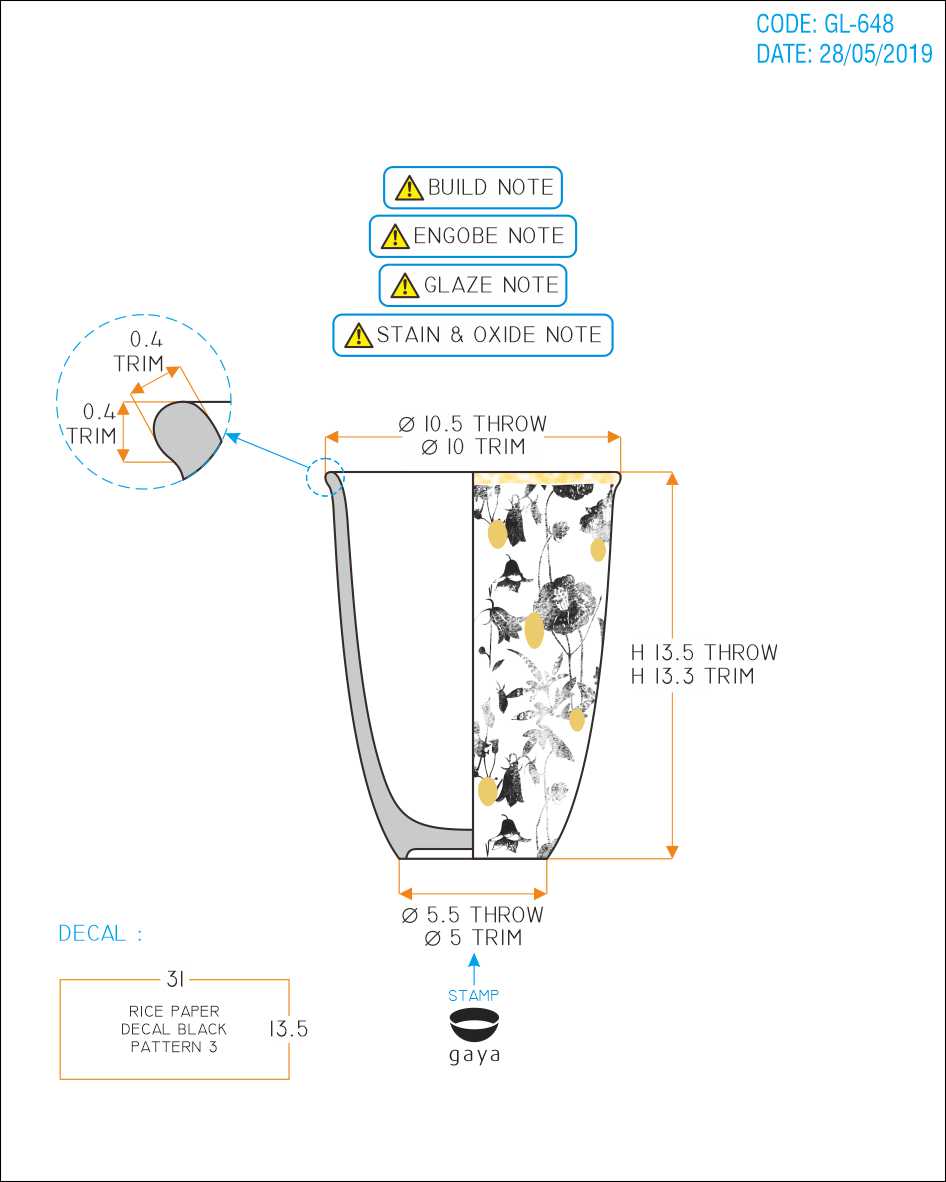 CODE: GL-648
DATE: 28/05/2019
BUILD NOTE
ENGOBE NOTE
GLAZE NOTE
STAIN & OXIDE NOTE
0.4
TRIM
0.4
TRIM
Ø 10.5 THROW
Ø 10 TRIM
H 13.5 THROW
H 13.3 TRIM
Ø 5.5 THROW
Ø 5 TRIM
STAMP
gaya
DECAL :
31
RICE PAPER
DECAL BLACK
PATTERN 3
13.5